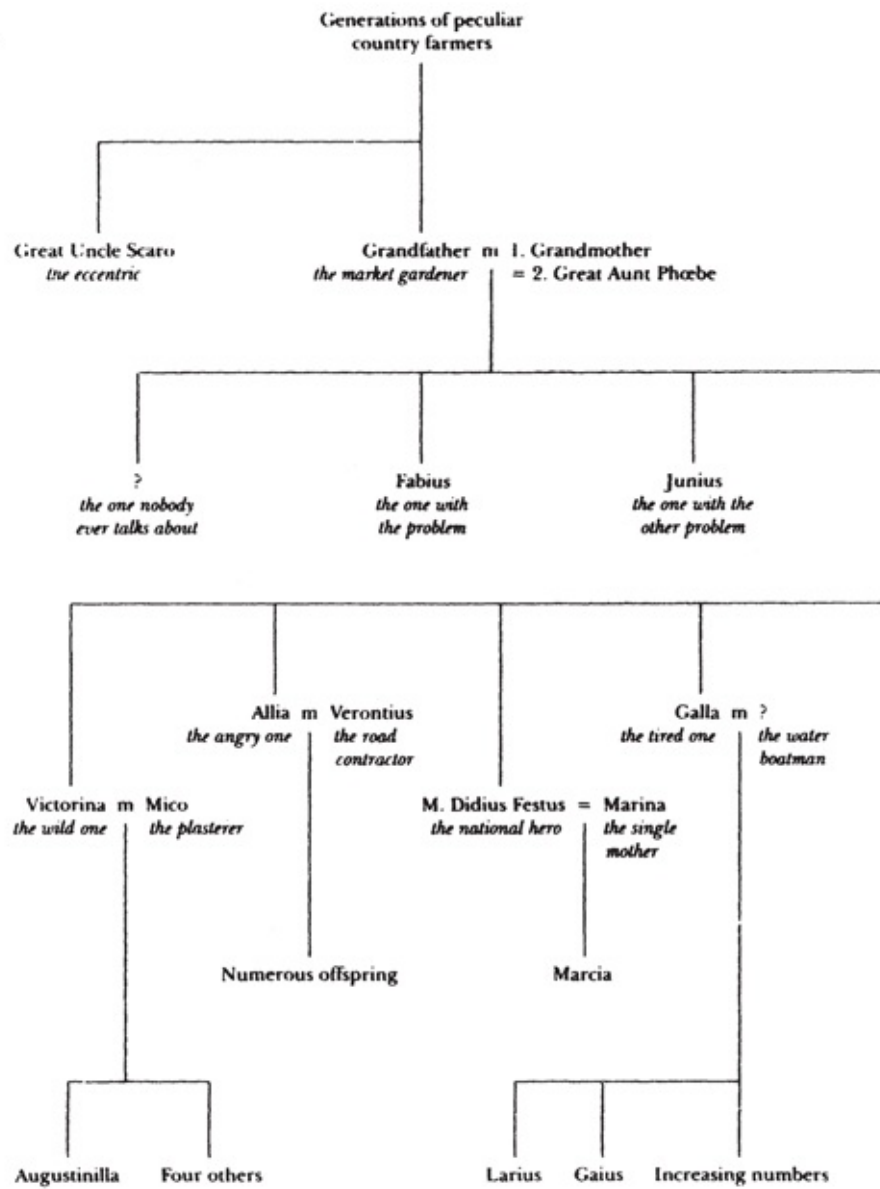 Generations of peculiar
country farmers
Great Uncle Scaro
the eccentric
Grandfather m 1. Grandmother
the market gardener = 2. Great Aunt Phœbe
?
the one nobody
ever talks about
Fabius
the one with
the problem
Junius
the one with the
other problem
Allia m Verontius
the angry one the road
contractor
Galla m ?
the tired one the water
boatman
Victorina m Mico
the wild one the plasterer
M. Didius Festus = Marina
the national hero the single
mother
Numerous offspring
Marcia
Augustinilla Four others
Larius Gaius Increasing numbers